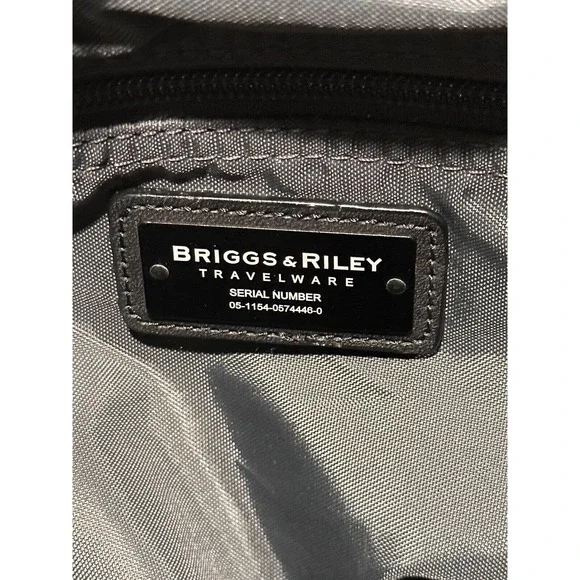 BRIGGS & RILEY
TRAVELWARE
SERIAL NUMBER
05-1154-0574446-0